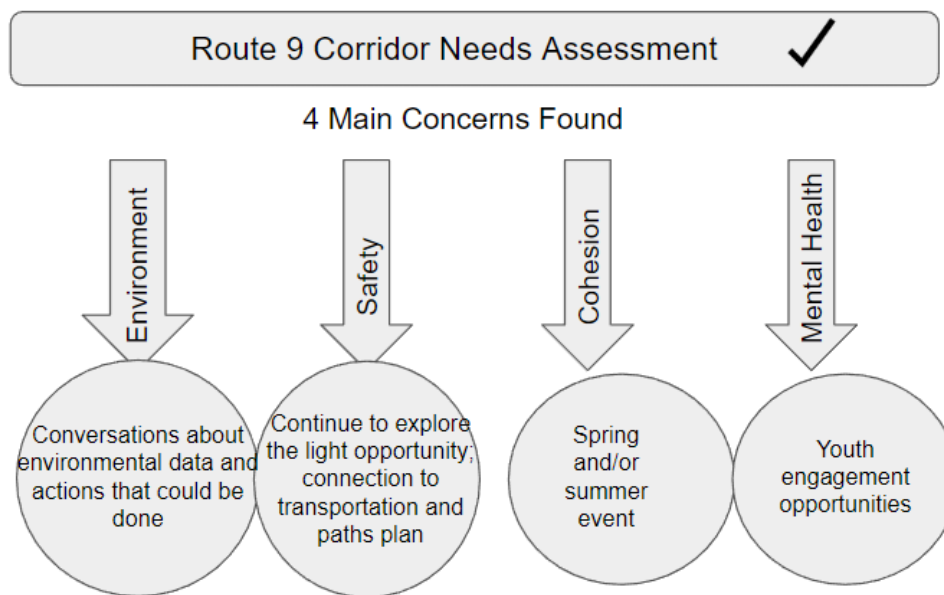 Route 9 Corridor Needs Assessment
4 Main Concerns Found
Environment
Safety
Cohesion
Mental Health
Conversations about
environmental data and
actions that could be
done
Continue to explore
the light opportunity;
connection to
transportation and
paths plan
Spring
and/or
summer
event
Youth
engagement
opportunities